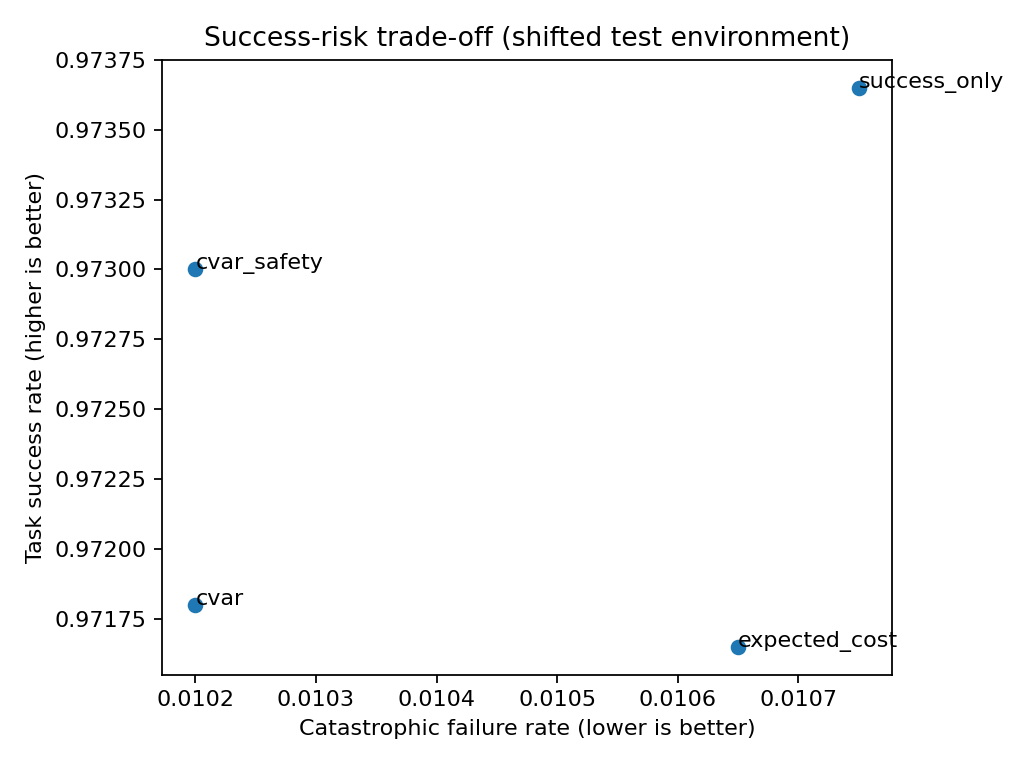 Success-risk trade-off (shifted test environment)
Task success rate (higher is better)
0.97375
0.97350
0.97325
0.97300
0.97275
0.97250
0.97225
0.97200
0.97175
success_only
cvar_safety
cvar
expected_cost
0.0102 0.0103 0.0104 0.0105 0.0106 0.0107
Catastrophic failure rate (lower is better)